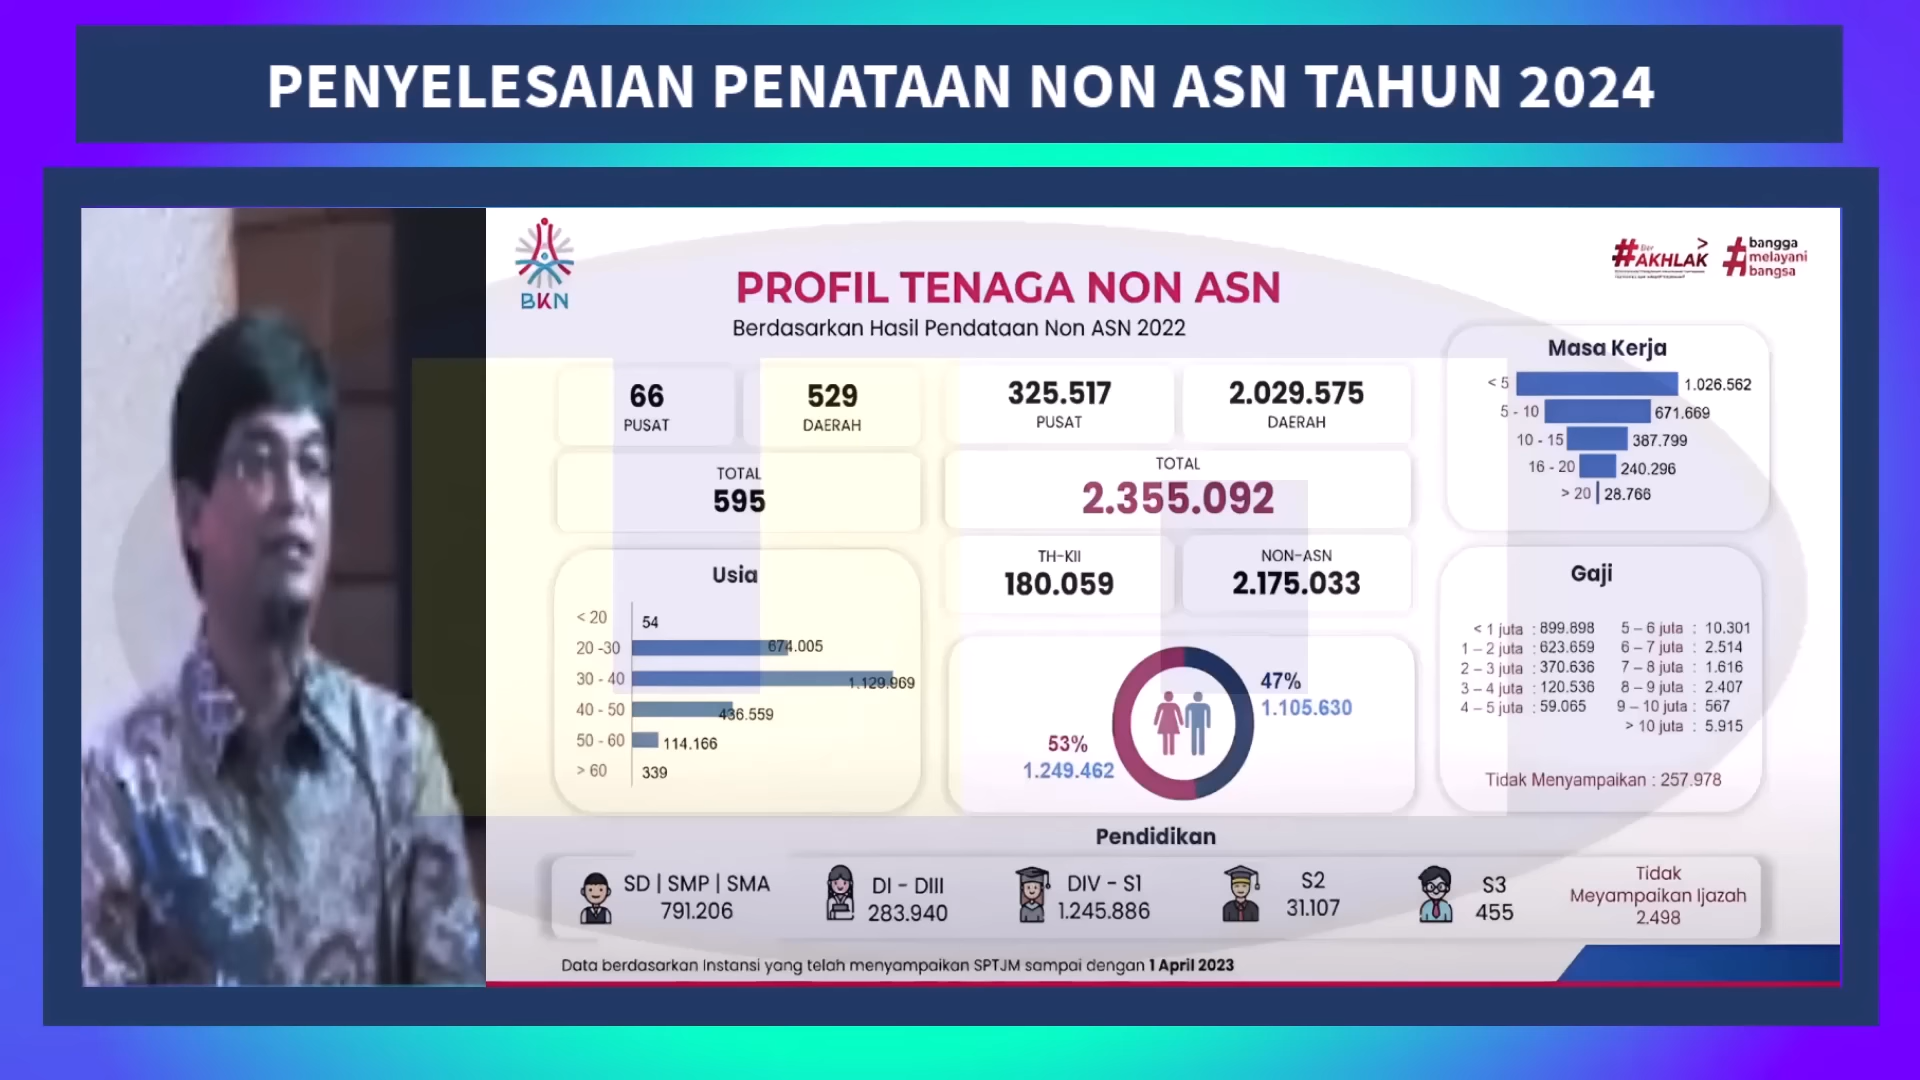 PENYELESAIAN PENATAAN NON ASN TAHUN 2024
BKN
PROFIL TENAGA NON ASN
Berdasarkan Hasil Pendataan Non ASN 2022
Ber
#AKHLAK
#bangga
melayani
bangsa
66
PUSAT
529
DAERAH
TOTAL
595
325.517
PUSAT
2.029.575
DAERAH
TOTAL
2.355.092
TH-KII
180.059
NON-ASN
2.175.033
Masa Kerja
< 5 1.026.562
5 - 10 671.669
10 - 15 387.799
16 - 20 240.296
> 20 28.766
Usia
< 20 54
20 -30 674.005
30 - 40 1.129.969
40 - 50 436.559
50 - 60 114.166
> 60 339
47%
1.105.630
53%
1.249.462
Gaji
< 1 juta : 899.898 5 – 6 juta : 10.301
1 – 2 juta : 623.659 6 – 7 juta : 2.514
2 – 3 juta : 370.636 7 – 8 juta : 1.616
3 – 4 juta : 120.536 8 – 9 juta : 2.407
4 – 5 juta : 59.065 9 – 10 juta : 567
> 10 juta : 5.915
Tidak Menyampaikan : 257.978
Pendidikan
SD | SMP | SMA
791.206
DI - DIII
283.940
DIV - S1
1.245.886
S2
31.107
S3
455
Tidak
Meyampaikan Ijazah
2.498
Data berdasarkan Instansi yang telah menyampaikan SPTJM sampai dengan 1 April 2023